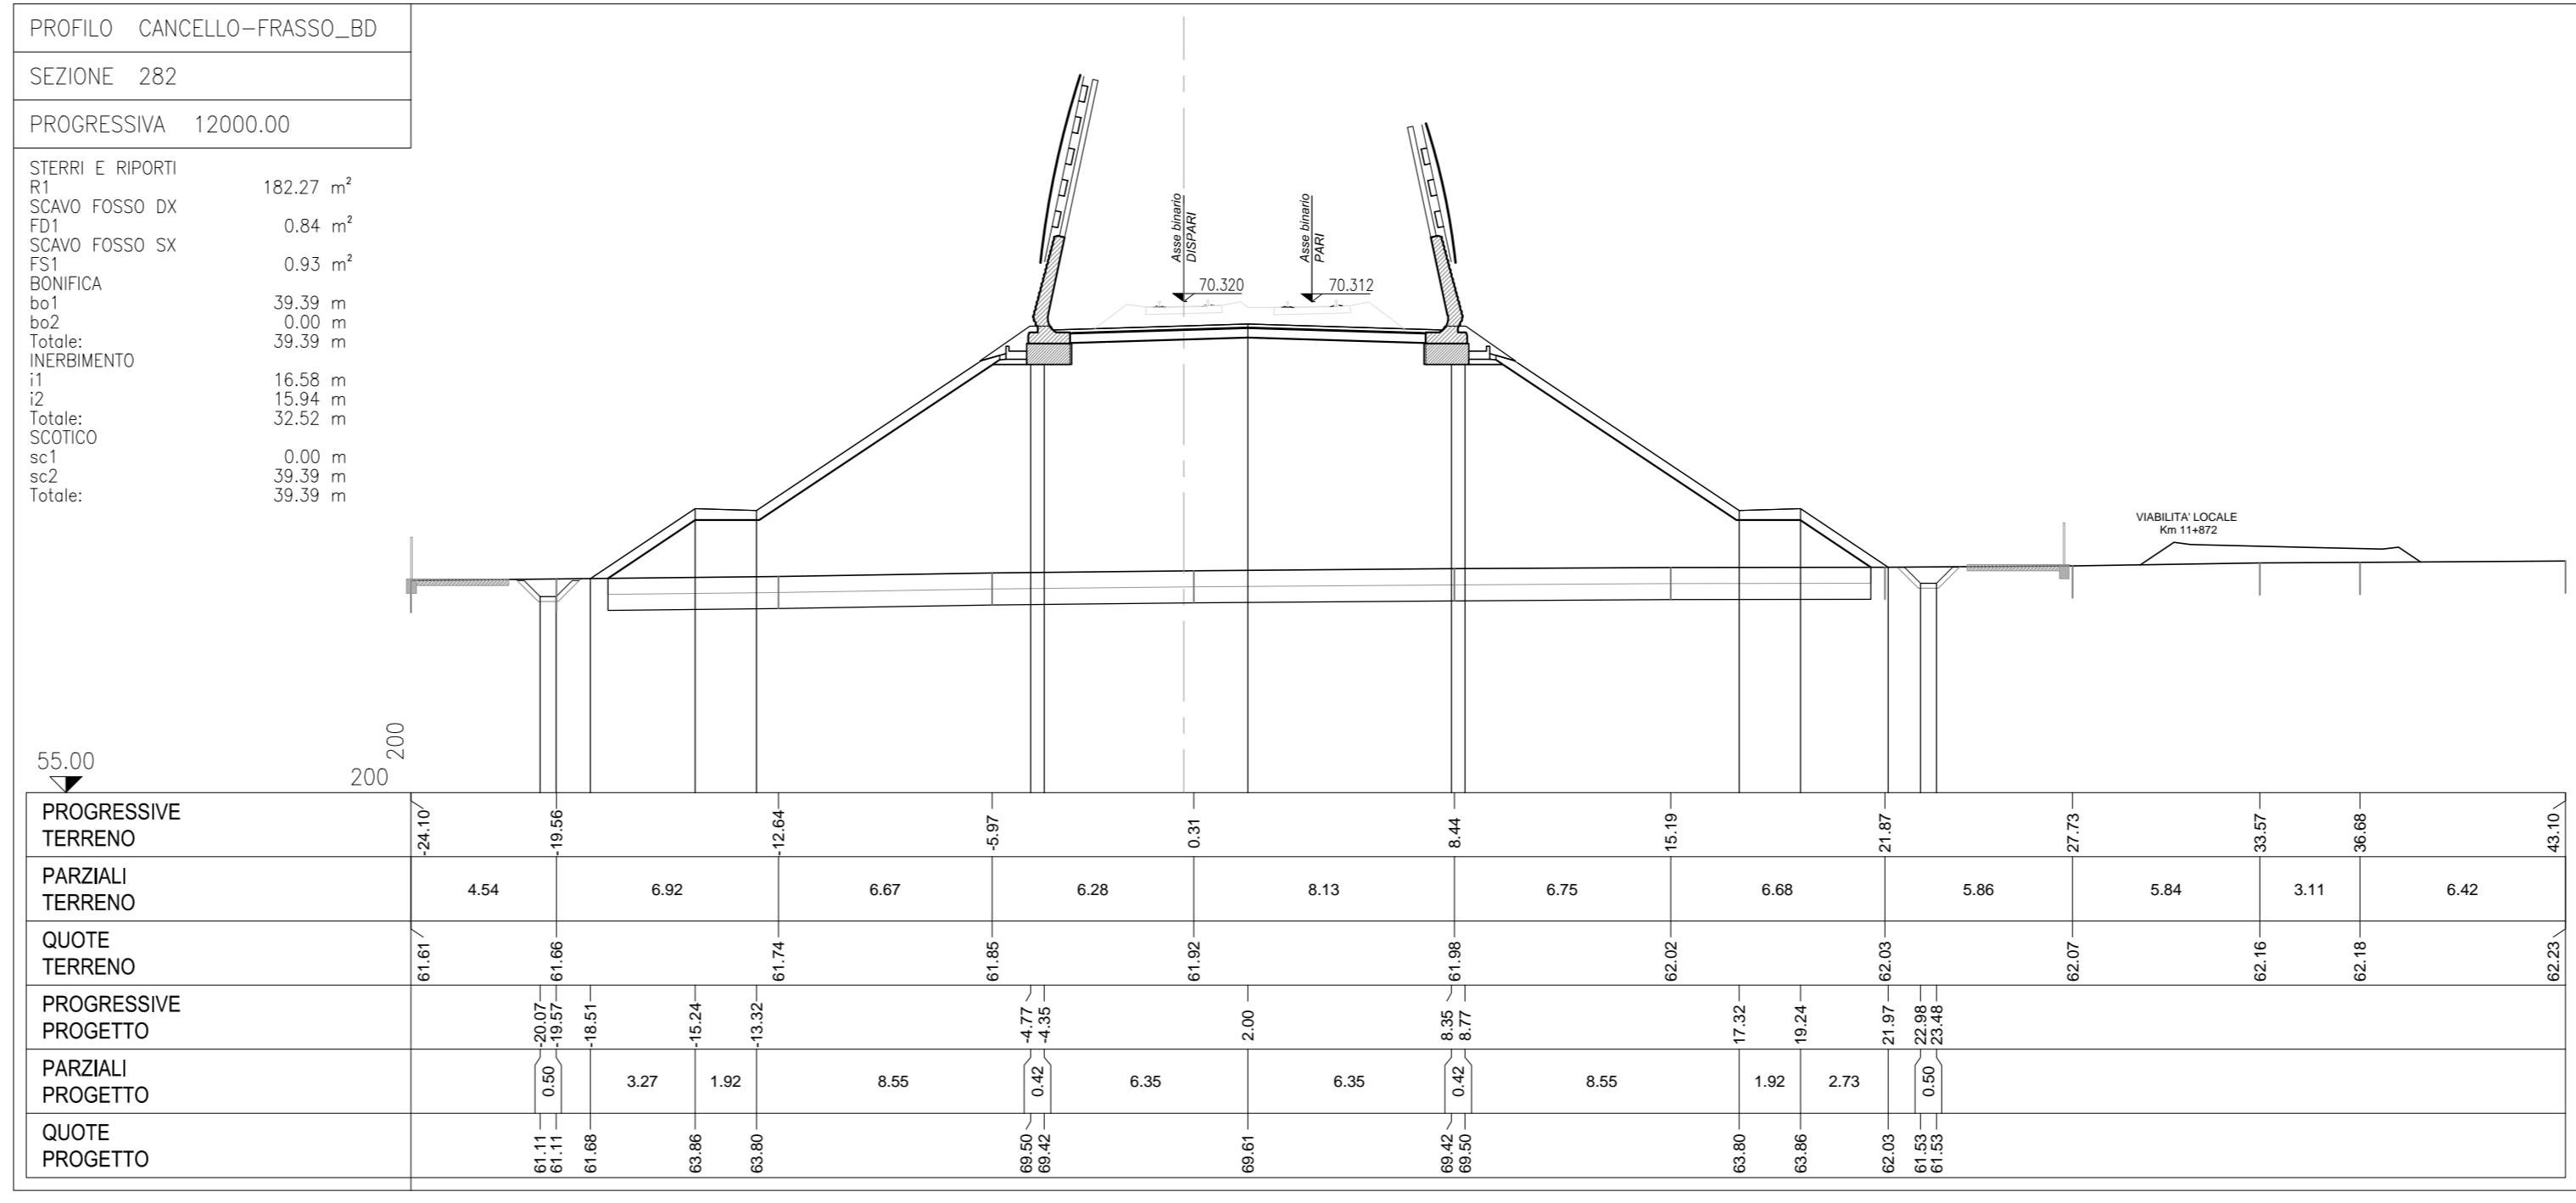 PROFILO CANCELLO-FRASSO_BD
SEZIONE 282
PROGRESSIVA 12000.00
STERRI E RIPORTI
R1 182.27 m²
SCAVO FOSSO DX
FD1 0.84 m²
SCAVO FOSSO SX
FS1 0.93 m²
BONIFICA
bo1 39.39 m
bo2 0.00 m
Totale: 39.39 m
INERBIMENTO
i1 16.58 m
i2 15.94 m
Totale: 32.52 m
SCOTICO
sc1 0.00 m
sc2 39.39 m
Totale: 39.39 m
Asse binario
DISPARI
70.320
Asse binario
PARI
70.312
VIABILITA' LOCALE
Km 11+872
55.00
200
200
PROGRESSIVE
TERRENO
-24.10 -19.56 -12.64 -5.97 0.31 8.44 15.19 21.87 27.73 33.57 36.68 43.10
PARZIALI
TERRENO
4.54 6.92 6.67 6.28 8.13 6.75 6.68 5.86 5.84 3.11 6.42
QUOTE
TERRENO
61.61 61.66 61.74 61.85 61.92 61.98 62.02 62.03 62.07 62.16 62.18 62.23
PROGRESSIVE
PROGETTO
-20.07 -19.57 -18.51 -15.24 -13.32 -4.77 -4.35 2.00 8.35 8.77 17.32 19.24 21.97 22.98 23.48
PARZIALI
PROGETTO
0.50 3.27 1.92 8.55 0.42 6.35 6.35 0.42 8.55 1.92 2.73 0.50
QUOTE
PROGETTO
61.11 61.11 61.68 63.86 63.80 69.50 69.42 69.61 69.42 69.50 63.80 63.86 62.03 61.53 61.53